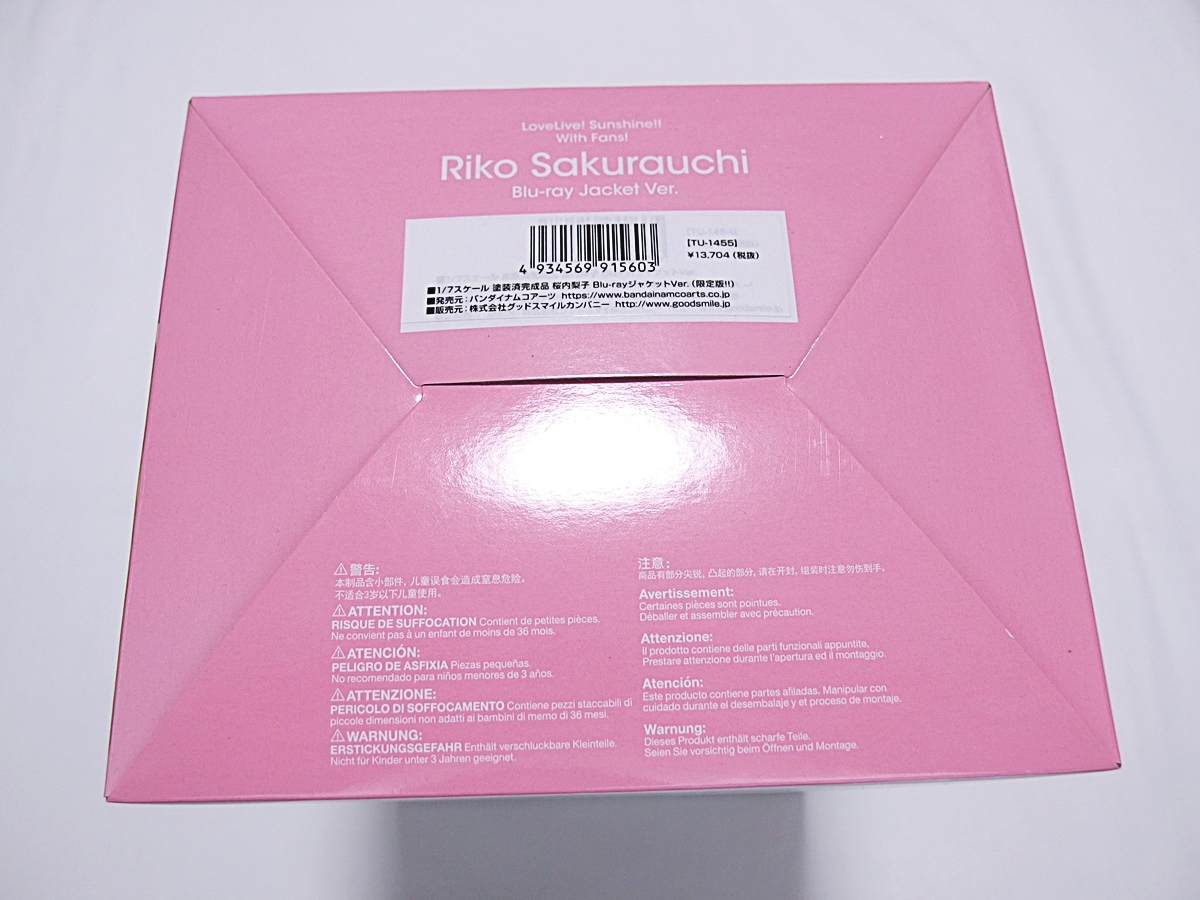 LoveLive! Sunshine!!
With Fans!
Riko Sakurauchi
Blu-ray Jacket Ver.
4 934569 915603
【TU-1455】
¥13,704（税抜）
■1/7スケール 塗装済完成品 桜内梨子 Blu-rayジャケットVer.（限定版!!）
■発売元：バンダイナムコアーツ https://www.bandainamcoarts.co.jp
■販売元：株式会社グッドスマイルカンパニー http://www.goodsmile.jp
⚠警告:
本制品含小部件，儿童误食会造成窒息危险。
不适合3岁以下儿童使用。
⚠ATTENTION:
RISQUE DE SUFFOCATION Contient de petites pièces.
Ne convient pas à un enfant de moins de 36 mois.
⚠ATENCIÓN:
PELIGRO DE ASFIXIA Piezas pequeñas.
No recomendado para niños menores de 3 años.
⚠ATTENZIONE:
PERICOLO DI SOFFOCAMENTO Contiene pezzi staccabili di
piccole dimensioni non adatti ai bambini di memo di 36 mesi.
⚠WARNUNG:
ERSTICKUNGSGEFAHR Enthält verschluckbare Kleinteile.
Nicht für Kinder unter 3 Jahren geeignet.
注意：
商品有部分尖锐，凸起的部分，请在开封，组装时注意勿伤到手。
Avertissement:
Certaines pièces sont pointues.
Déballer et assembler avec précaution.
Attenzione:
Il prodotto contiene delle parti funzionali appuntite.
Prestare attenzione durante l'apertura ed il montaggio.
Atención:
Este producto contiene partes afiladas. Manipular con
cuidado durante el desembalaje y et proceso de montaje.
Warnung:
Dieses Produkt enthält scharfe Teile.
Seien Sie vorsichtig beim Öffnen und Montage.